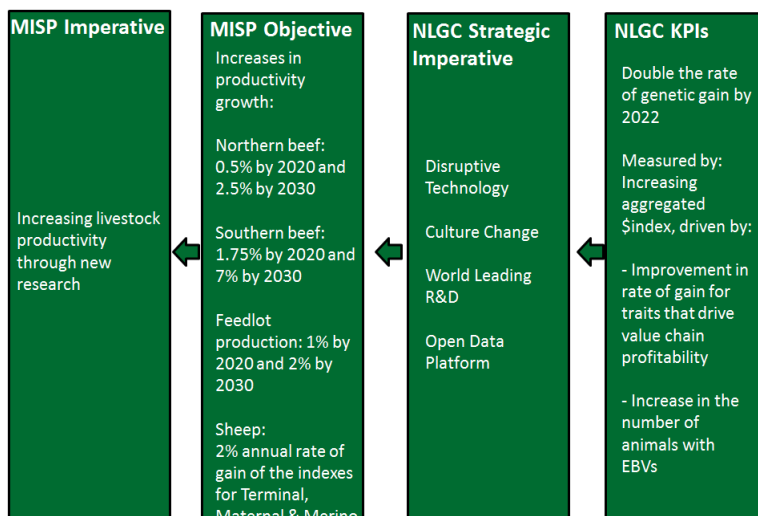 MISP Imperative
Increasing livestock
productivity
through new
research
MISP Objective
Increases in
productivity
growth:
Northern beef:
0.5% by 2020 and
2.5% by 2030
Southern beef:
1.75% by 2020 and
7% by 2030
Feedlot
production: 1% by
2020 and 2% by
2030
Sheep:
2% annual rate of
gain of the indexes
for Terminal,
Maternal & Merino
NLGC Strategic
Imperative
Disruptive
Technology
Culture Change
World Leading
R&D
Open Data
Platform
NLGC KPIs
Double the rate
of genetic gain by
2022
Measured by:
Increasing
aggregated
$index, driven by:
- Improvement in
rate of gain for
traits that drive
value chain
profitability
- Increase in the
number of
animals with
EBVs